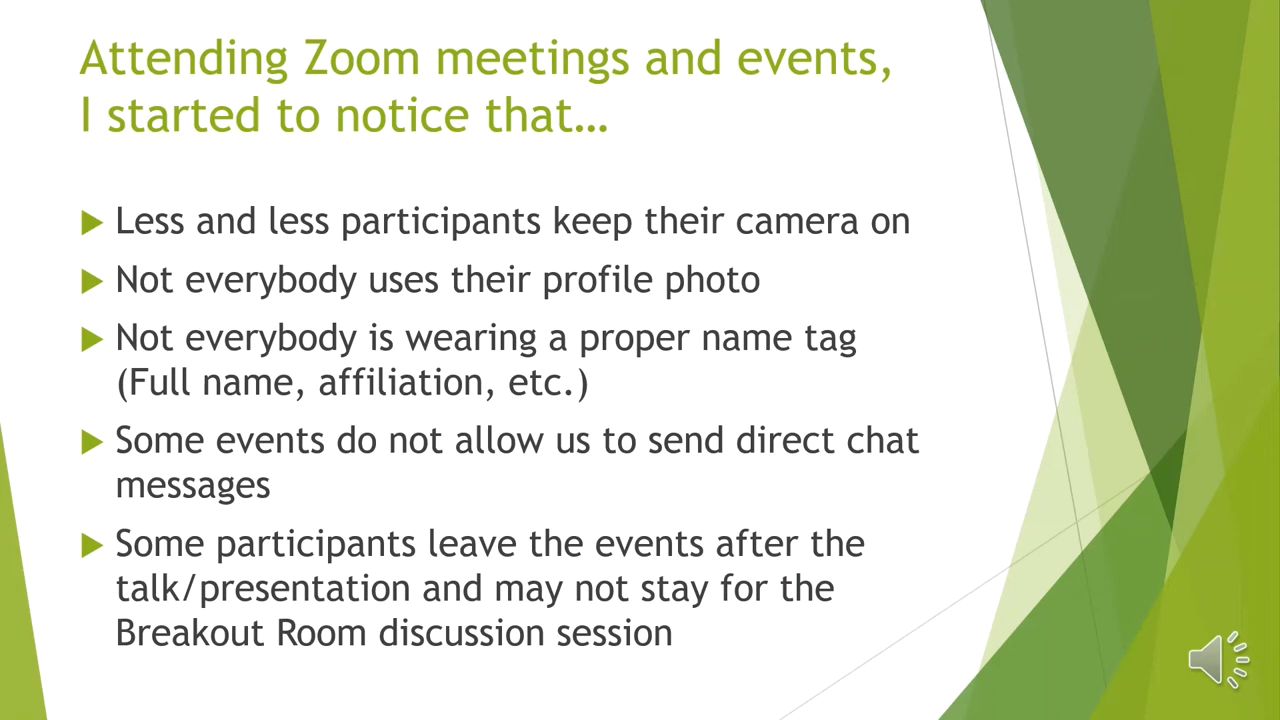 Attending Zoom meetings and events,
I started to notice that…
Less and less participants keep their camera on
Not everybody uses their profile photo
Not everybody is wearing a proper name tag
(Full name, affiliation, etc.)
Some events do not allow us to send direct chat
messages
Some participants leave the events after the
talk/presentation and may not stay for the
Breakout Room discussion session